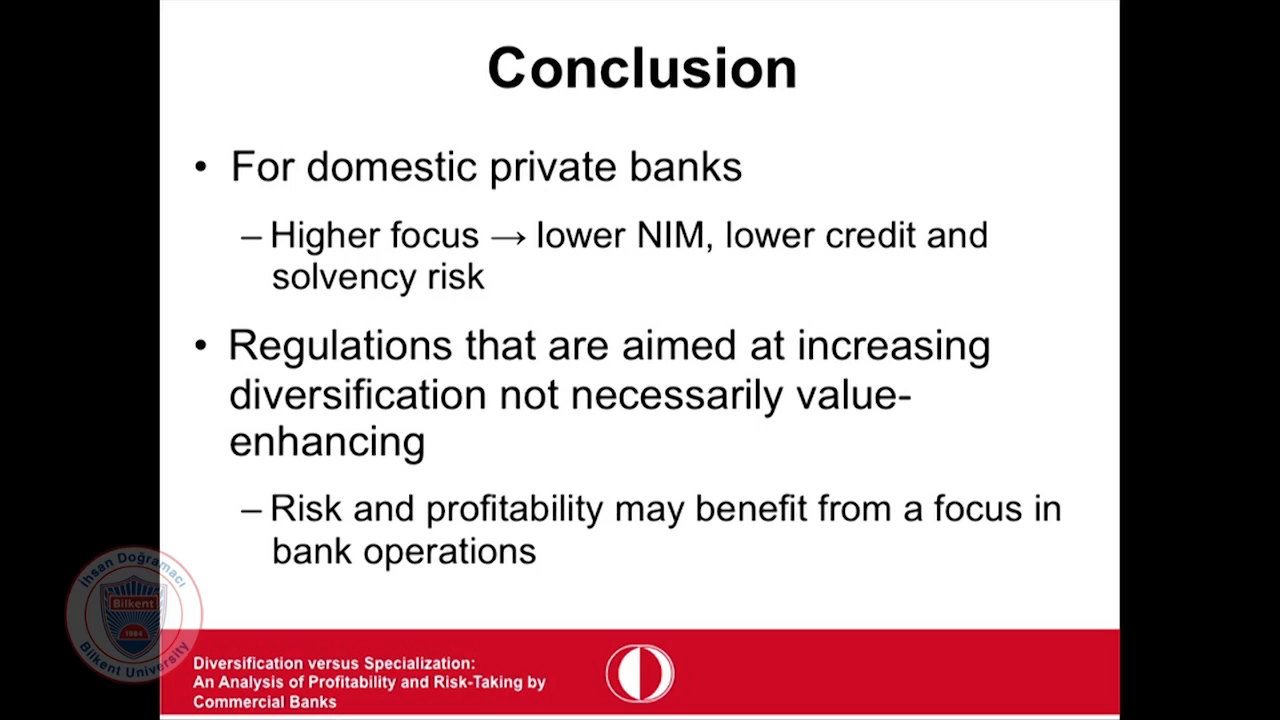 Conclusion
• For domestic private banks
– Higher focus → lower NIM, lower credit and
solvency risk
• Regulations that are aimed at increasing
diversification not necessarily value-
enhancing
– Risk and profitability may benefit from a focus in
bank operations
İhsan Doğramacı
Bilkent
1984
Bilkent University
Diversification versus Specialization:
An Analysis of Profitability and Risk-Taking by
Commercial Banks